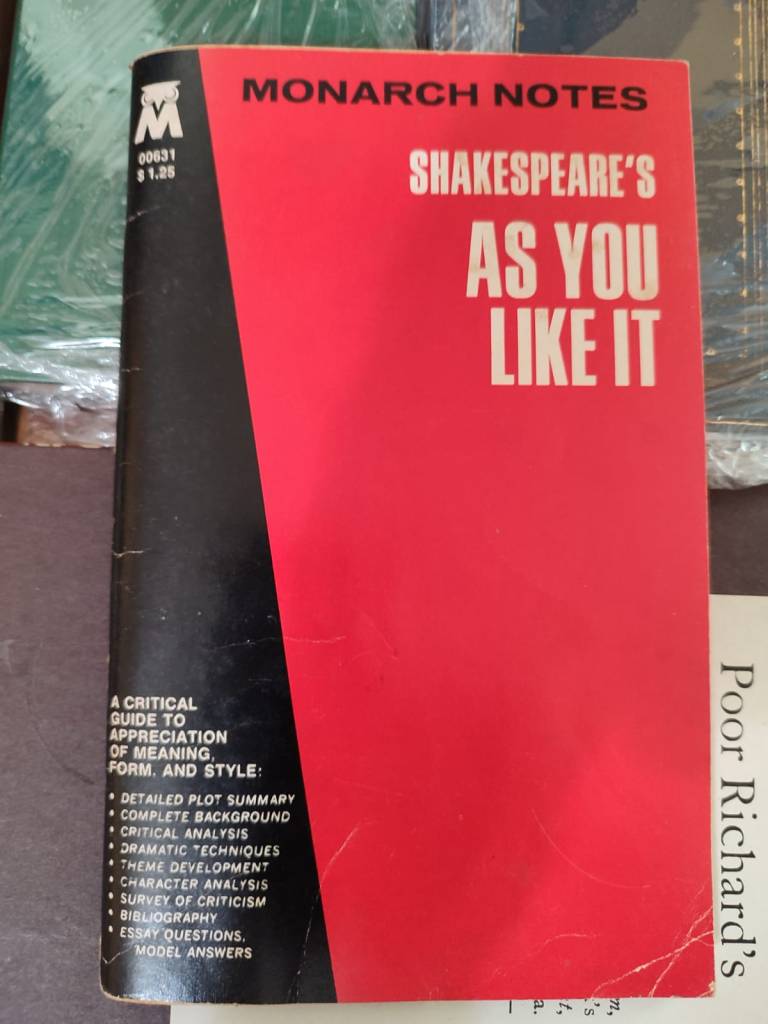 MONARCH NOTES
M
00631
$1.25
SHAKESPEARE'S
AS YOU
LIKE IT
A CRITICAL
GUIDE TO
APPRECIATION
OF MEANING,
FORM, AND STYLE:
• DETAILED PLOT SUMMARY
• COMPLETE BACKGROUND
• CRITICAL ANALYSIS
• DRAMATIC TECHNIQUES
• THEME DEVELOPMENT
• CHARACTER ANALYSIS
• SURVEY OF CRITICISM
• BIBLIOGRAPHY
• ESSAY QUESTIONS,
MODEL ANSWERS
Poor Richard's